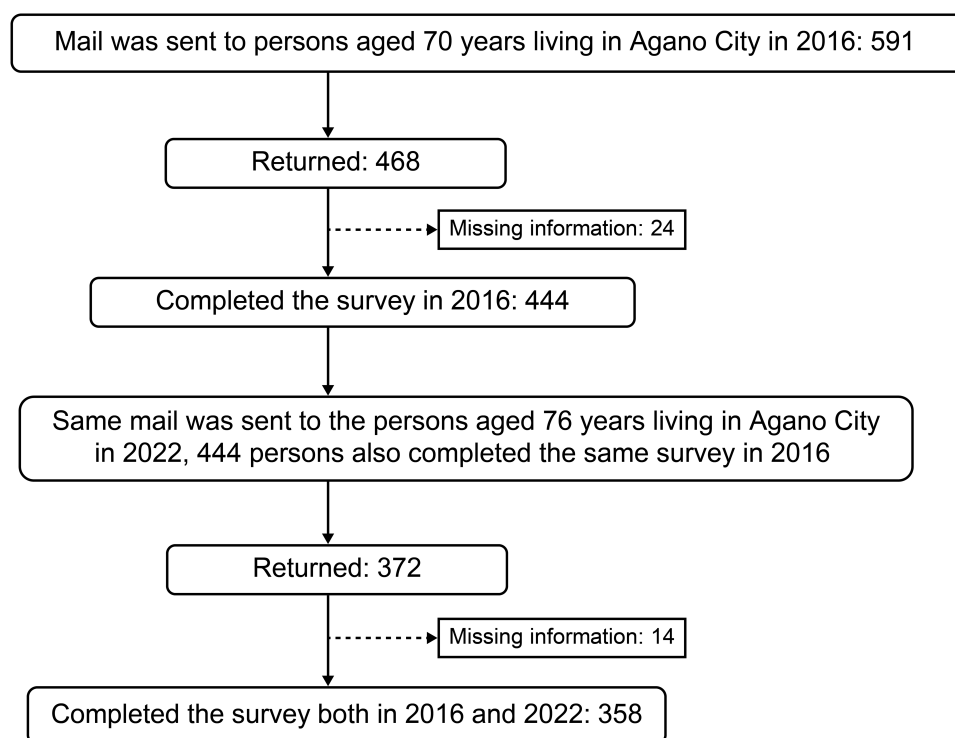 Mail was sent to persons aged 70 years living in Agano City in 2016: 591
Returned: 468
Missing information: 24
Completed the survey in 2016: 444
Same mail was sent to the persons aged 76 years living in Agano City
in 2022, 444 persons also completed the same survey in 2016
Returned: 372
Missing information: 14
Completed the survey both in 2016 and 2022: 358